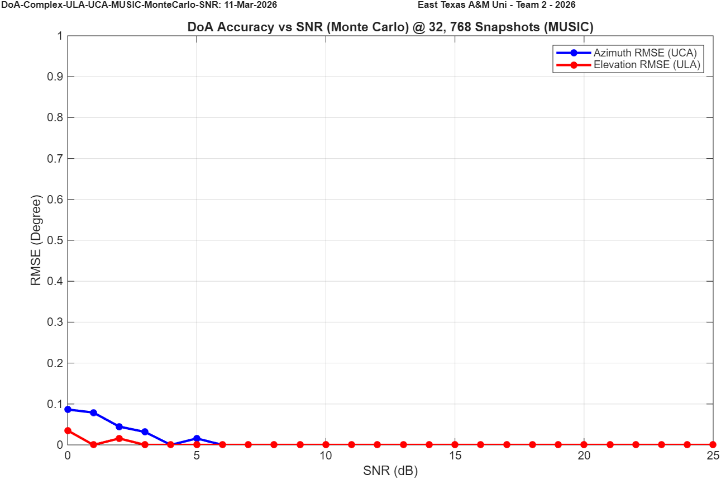 DoA-Complex-ULA-UCA-MUSIC-MonteCarlo-SNR: 11-Mar-2026
East Texas A&M Uni - Team 2 - 2026
DoA Accuracy vs SNR (Monte Carlo) @ 32, 768 Snapshots (MUSIC)
Azimuth RMSE (UCA)
Elevation RMSE (ULA)
RMSE (Degree)
1
0.9
0.8
0.7
0.6
0.5
0.4
0.3
0.2
0.1
0
0 5 10 15 20 25
SNR (dB)